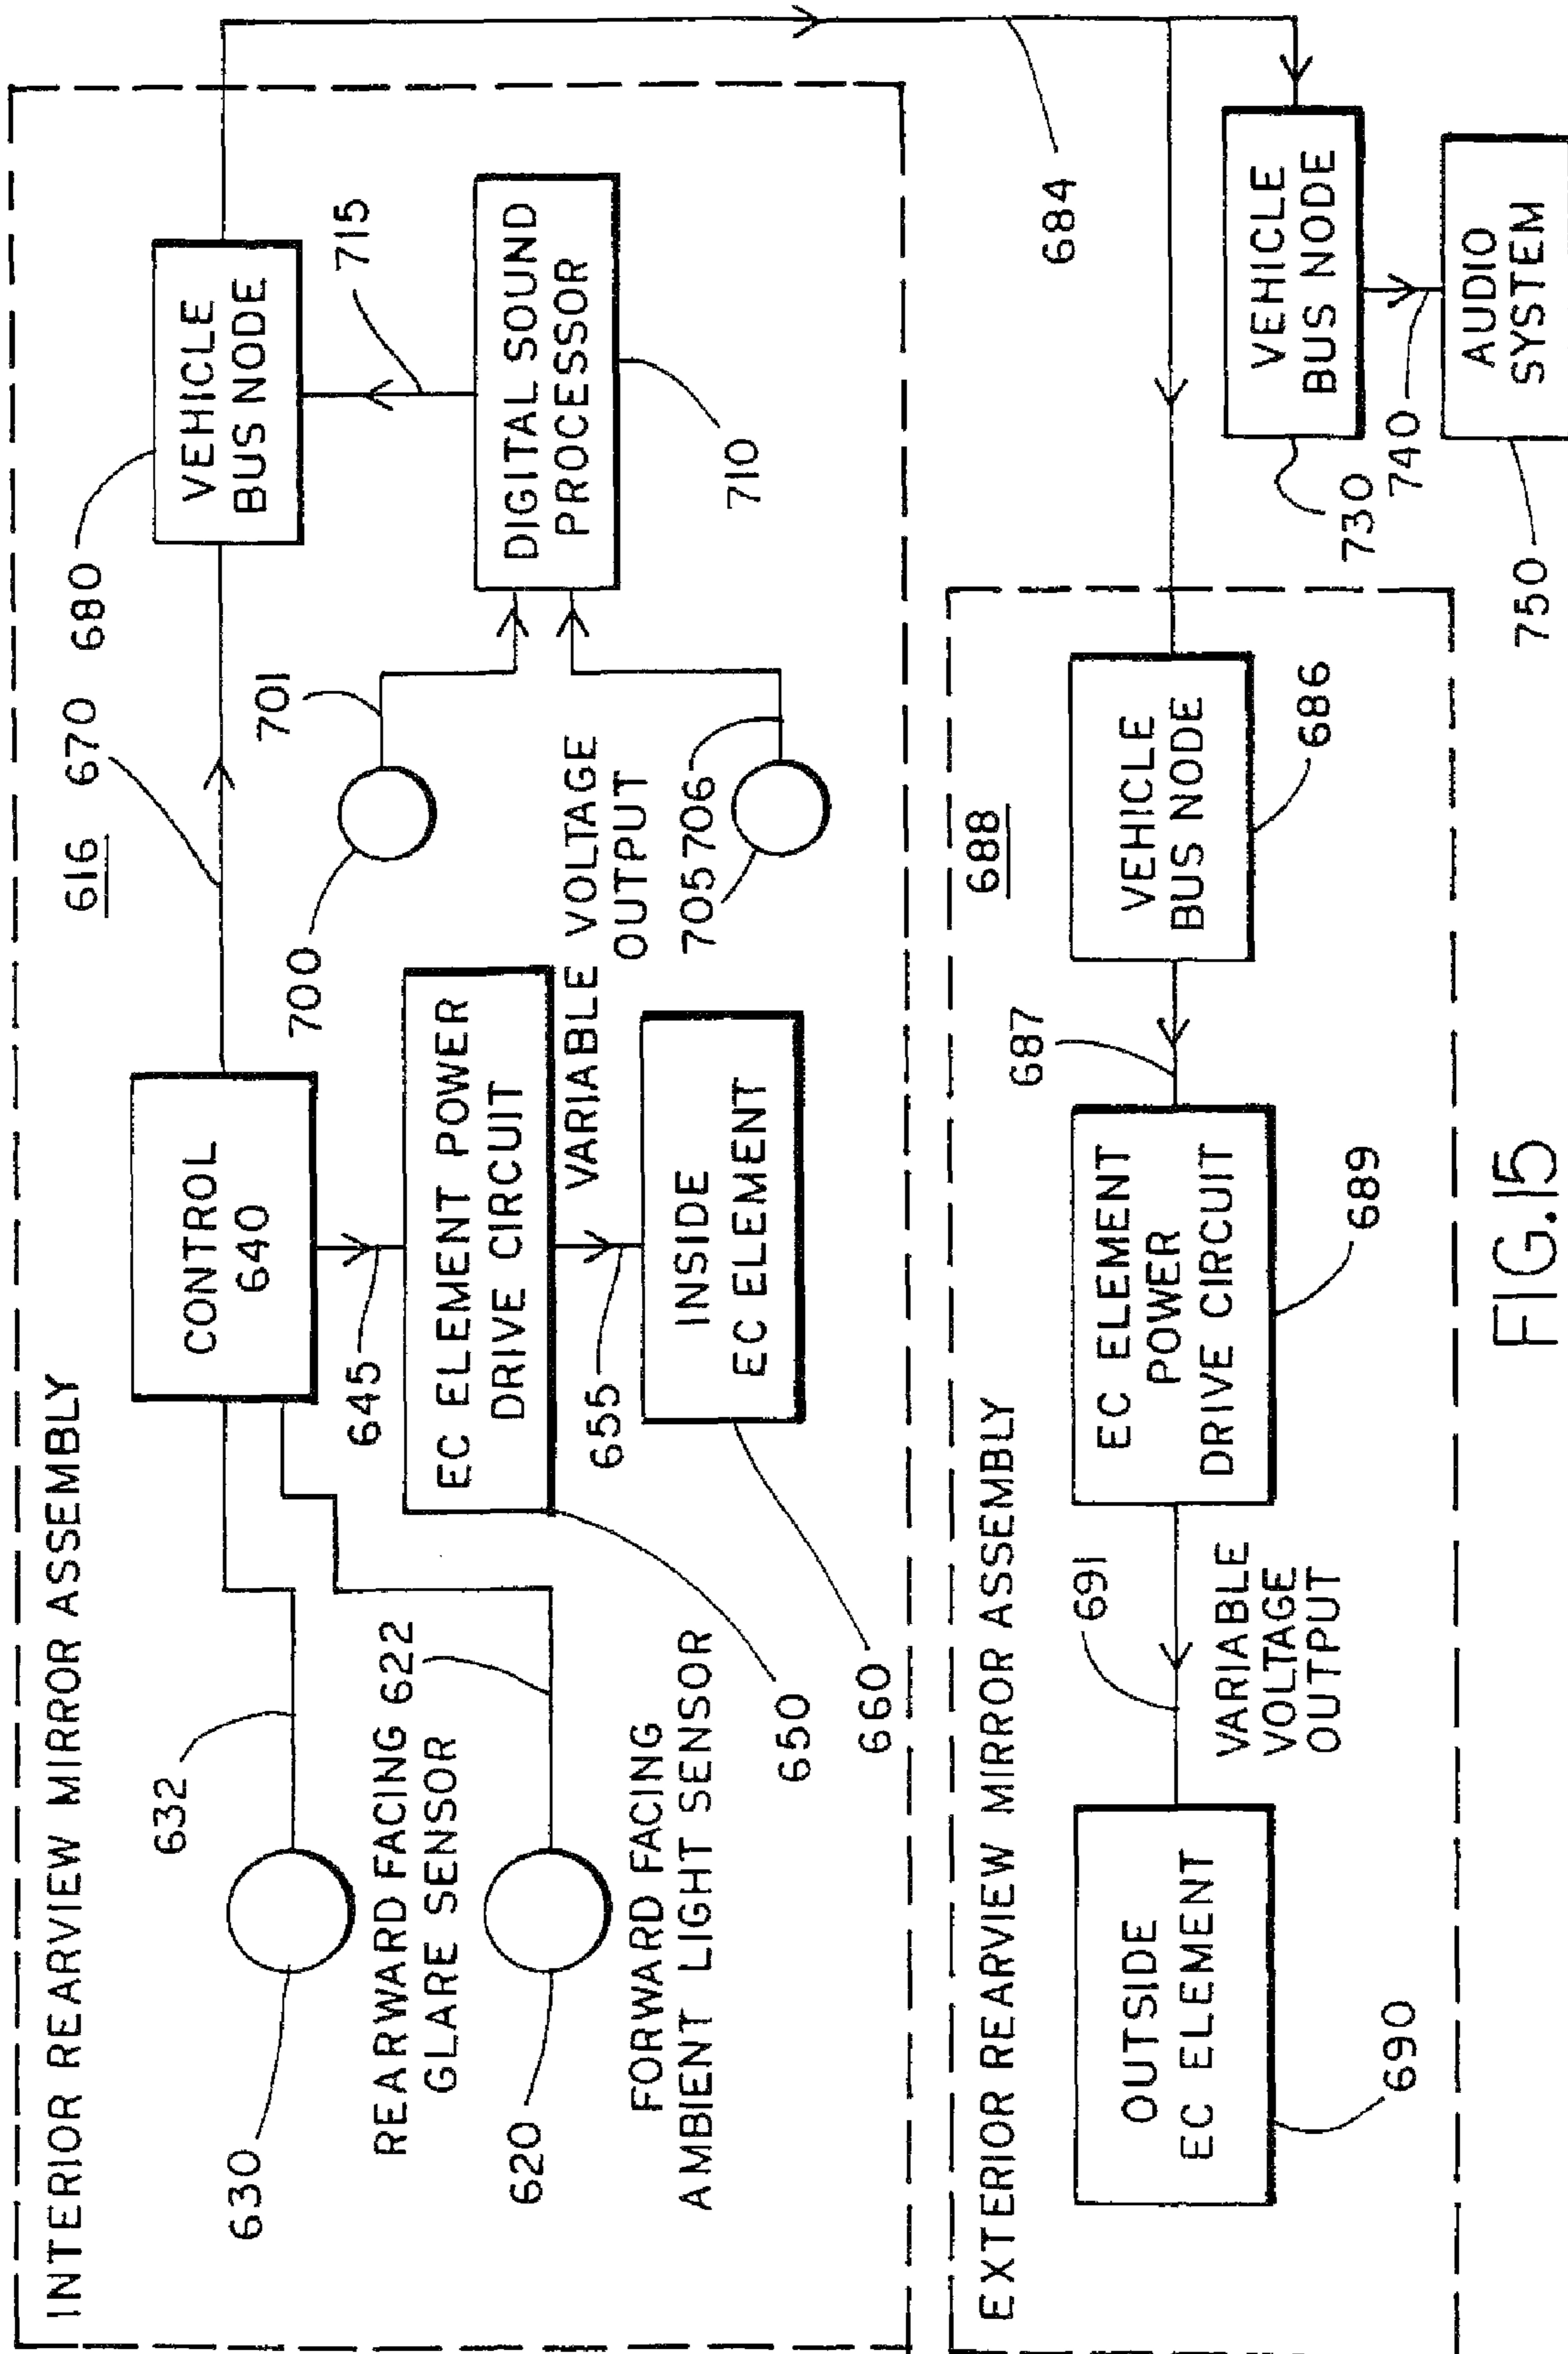 INTERIOR REARVIEW MIRROR ASSEMBLY
616
670
680
VEHICLE
BUS NODE
CONTROL
640
632
630
REARWARD FACING
GLARE SENSOR
622
620
FORWARD FACING
AMBIENT LIGHT SENSOR
645
EC ELEMENT POWER
DRIVE CIRCUIT
650
655
VARIABLE VOLTAGE
OUTPUT
INSIDE
EC ELEMENT
660
700
701
705
706
715
DIGITAL SOUND
PROCESSOR
710
684
EXTERIOR REARVIEW MIRROR ASSEMBLY
688
VEHICLE
BUS NODE
686
687
EC ELEMENT
POWER
DRIVE CIRCUIT
689
691
VARIABLE
VOLTAGE
OUTPUT
OUTSIDE
EC ELEMENT
690
VEHICLE
BUS NODE
730
740
AUDIO
SYSTEM
750
FIG.15